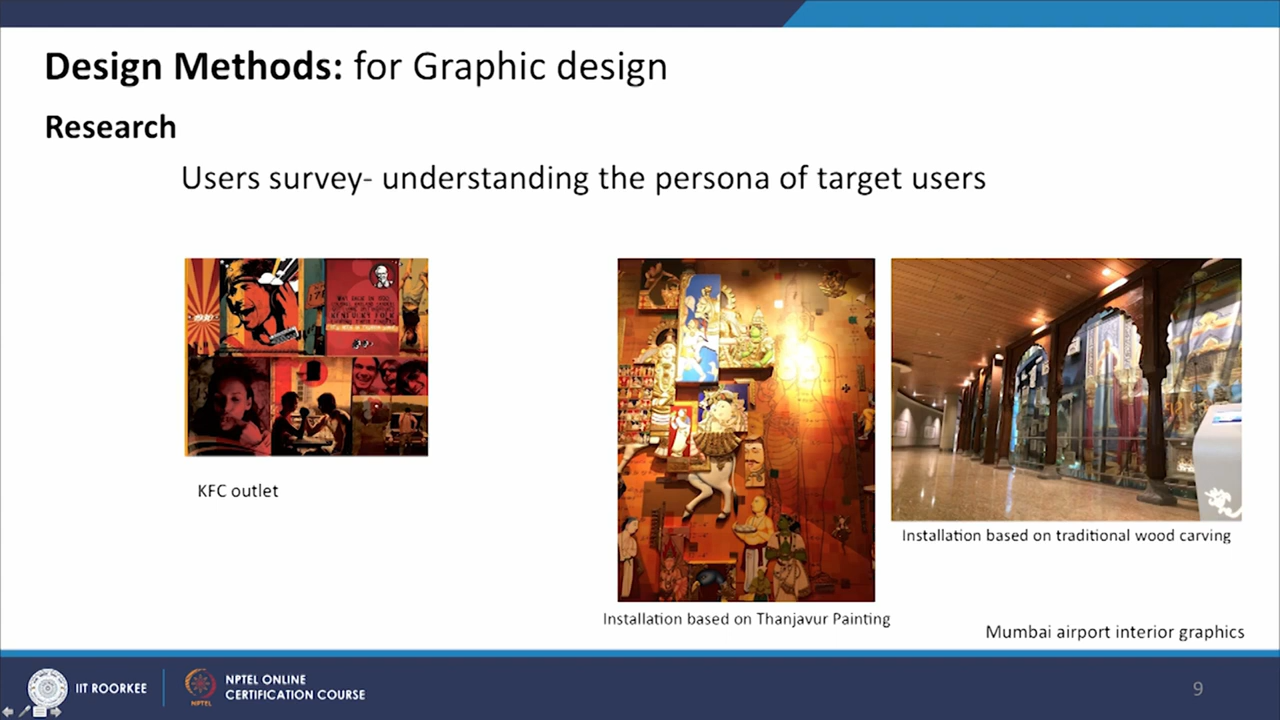 Design Methods: for Graphic design
Research
Users survey- understanding the persona of target users
KFC outlet
Installation based on traditional wood carving
Installation based on Thanjavur Painting
Mumbai airport interior graphics
IIT ROORKEE
NPTEL
NPTEL ONLINE
CERTIFICATION COURSE
9